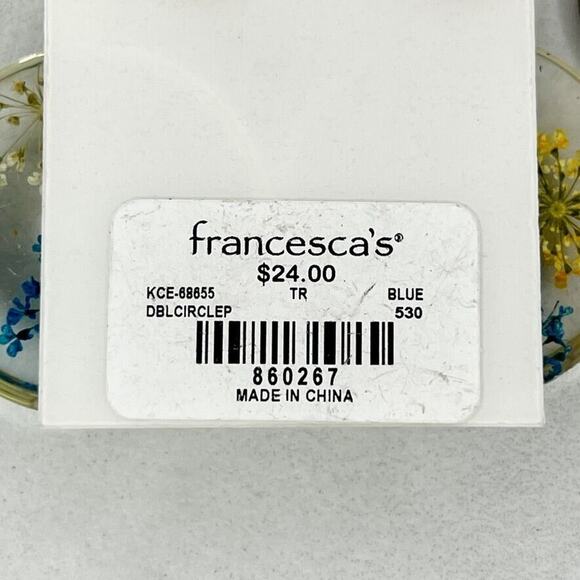 francesca's®
$24.00
KCE-68655 TR BLUE
DBLCIRCLEP 530
860267
MADE IN CHINA